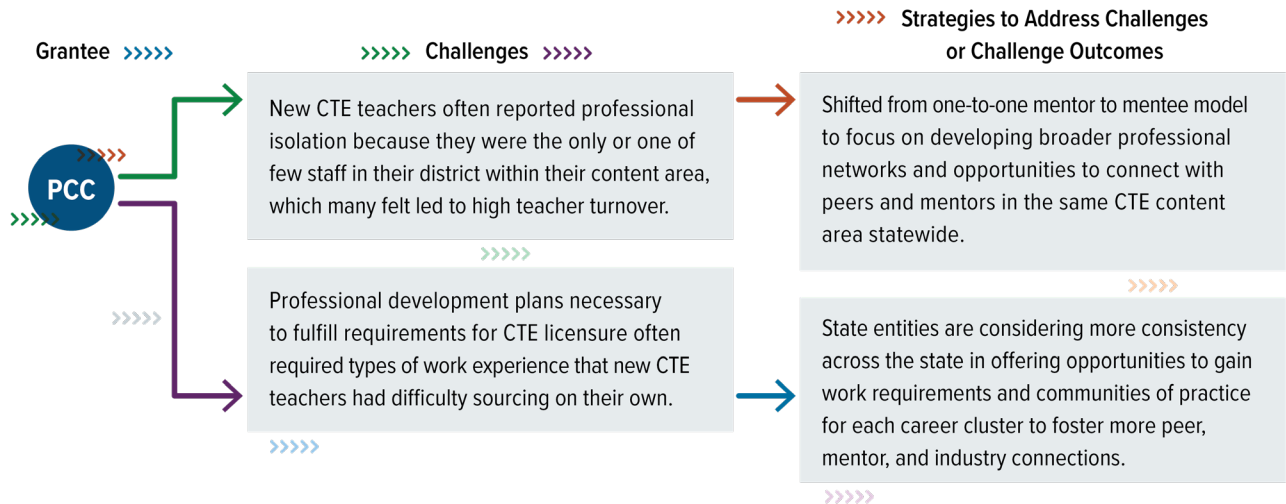 Grantee
Challenges
Strategies to Address Challenges
or Challenge Outcomes
PCC
New CTE teachers often reported professional
isolation because they were the only or one of
few staff in their district within their content area,
which many felt led to high teacher turnover.
Shifted from one-to-one mentor to mentee model
to focus on developing broader professional
networks and opportunities to connect with
peers and mentors in the same CTE content
area statewide.
Professional development plans necessary
to fulfill requirements for CTE licensure often
required types of work experience that new CTE
teachers had difficulty sourcing on their own.
State entities are considering more consistency
across the state in offering opportunities to gain
work requirements and communities of practice
for each career cluster to foster more peer,
mentor, and industry connections.